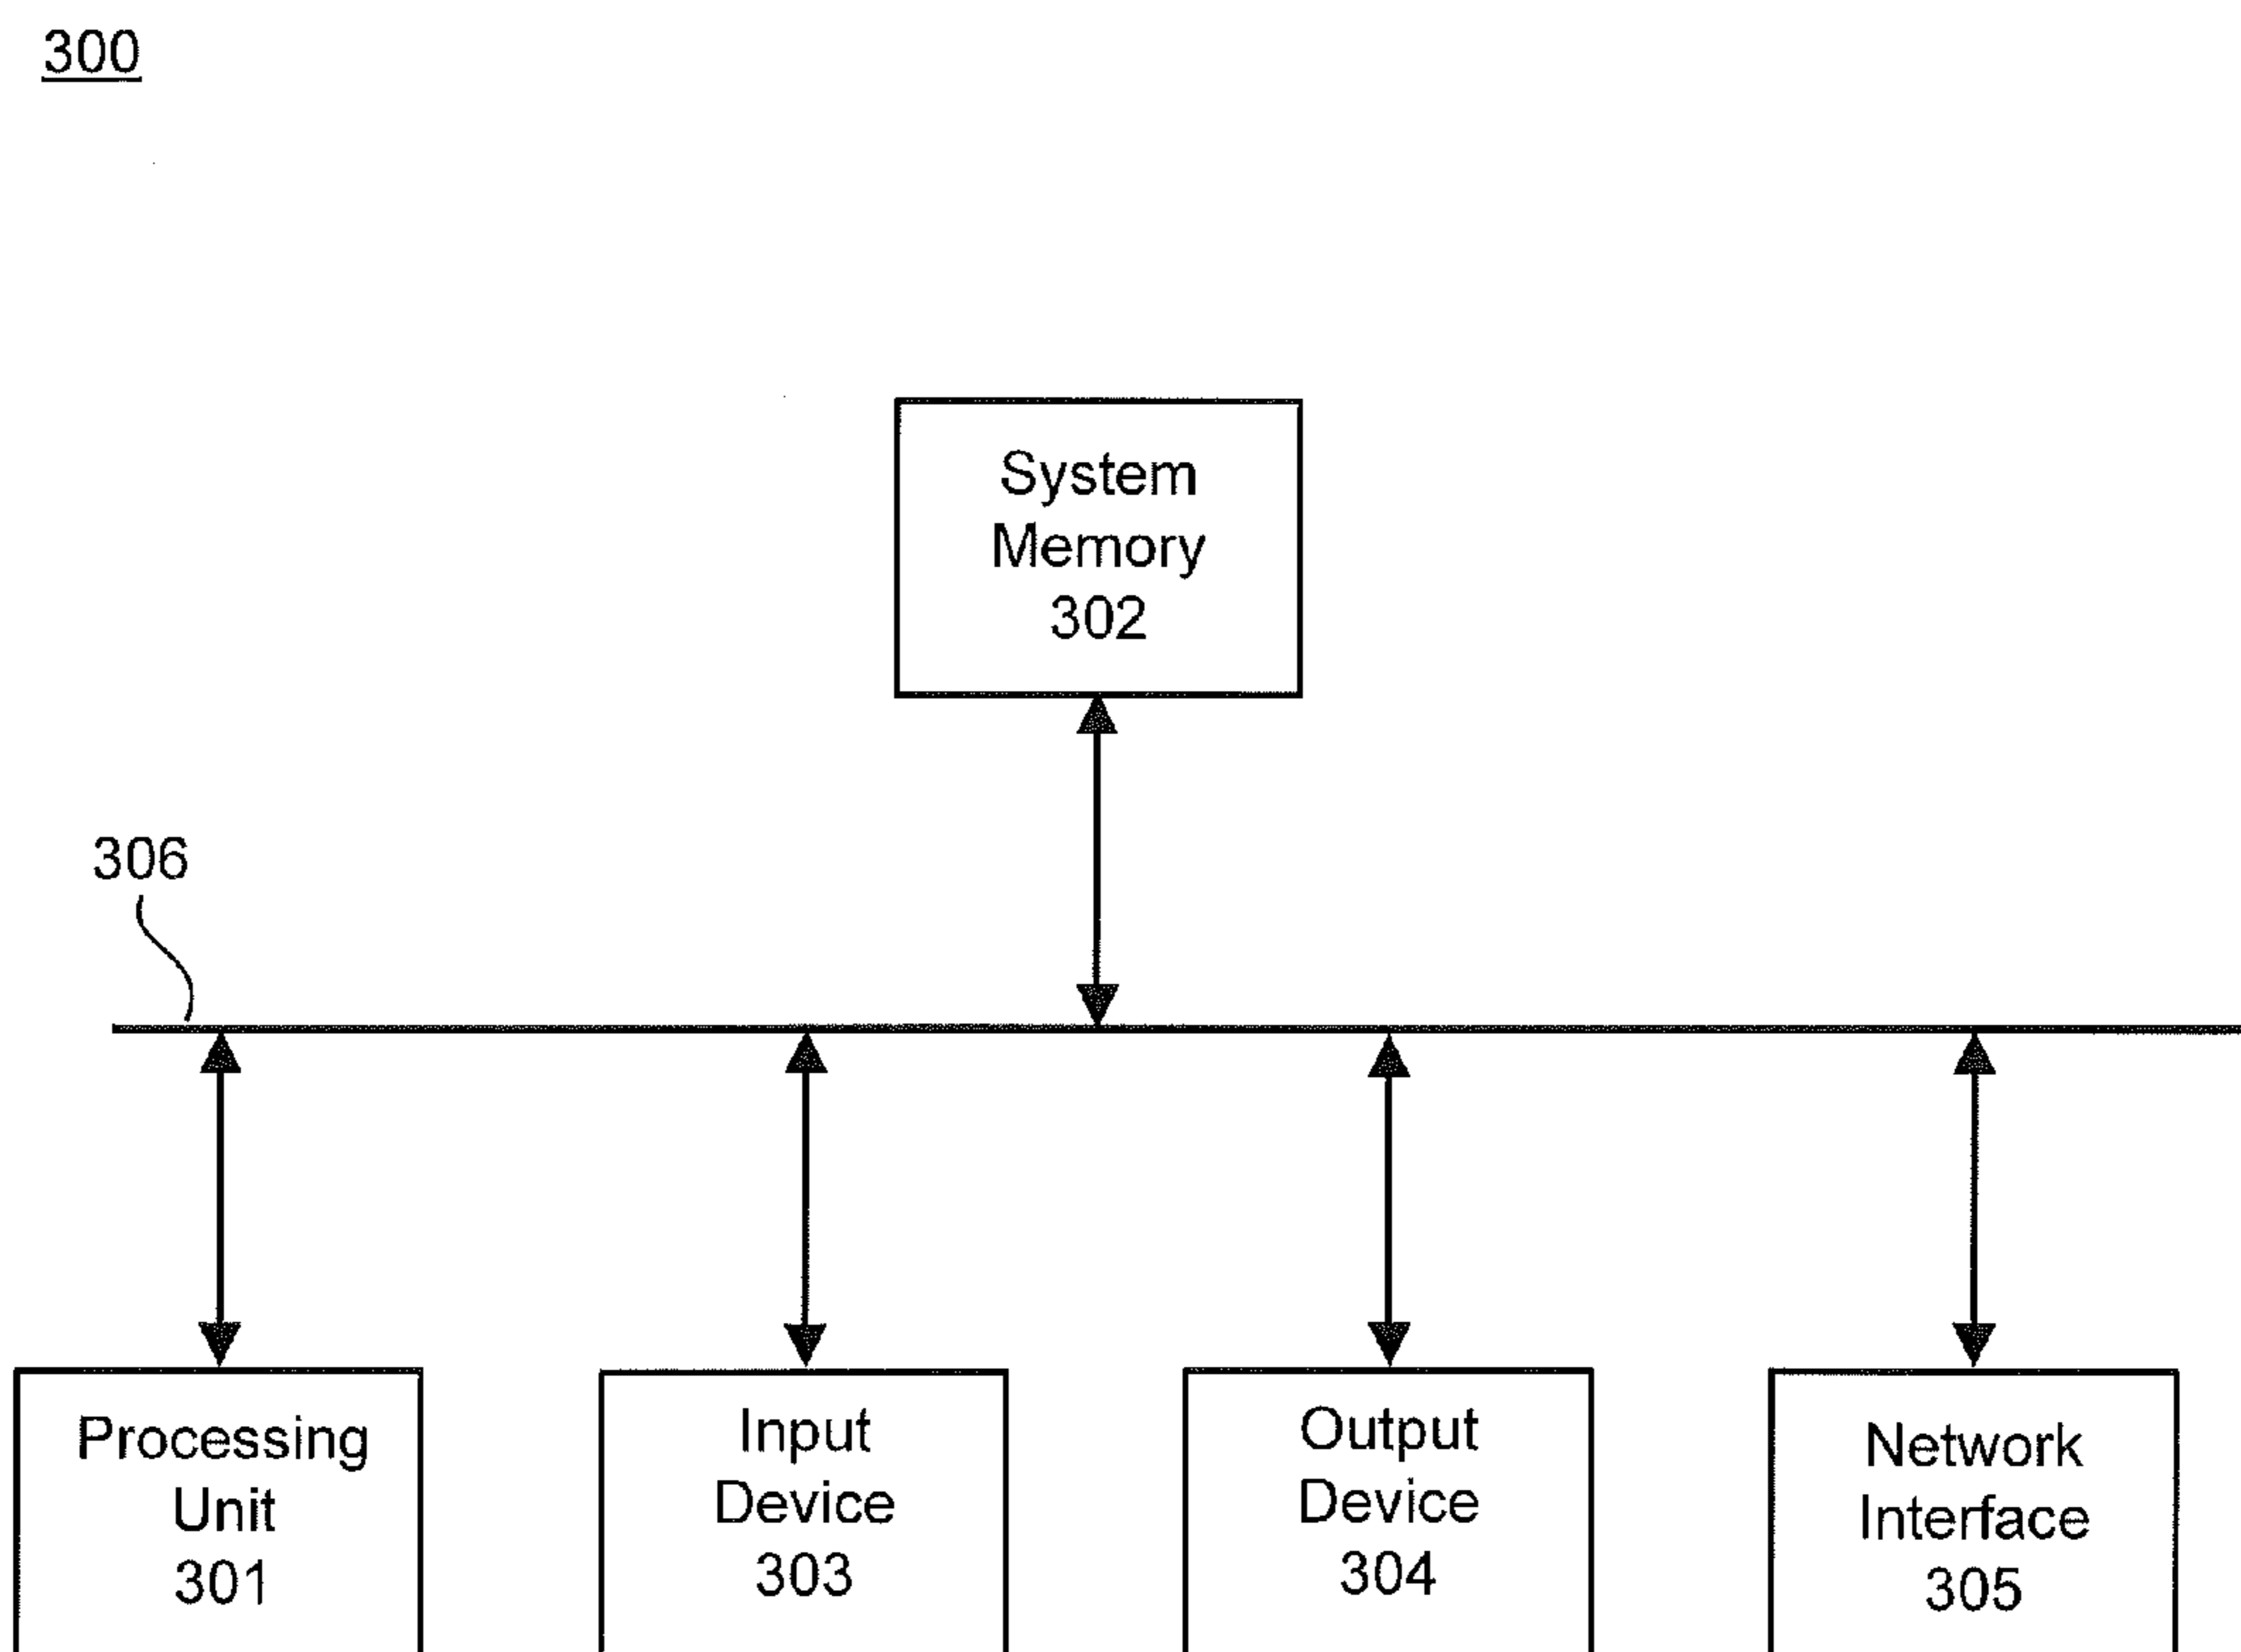 300
System
Memory
302
306
Processing
Unit
301
Input
Device
303
Output
Device
304
Network
Interface
305